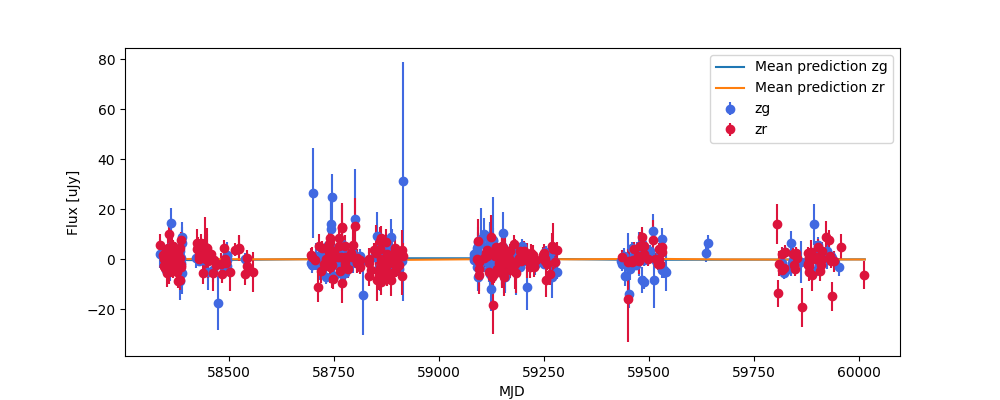 80
60
40
20
0
−20
Flux [uJy]
58500
58750
59000
59250
59500
59750
60000
MJD
Mean prediction zg
Mean prediction zr
zg
zr